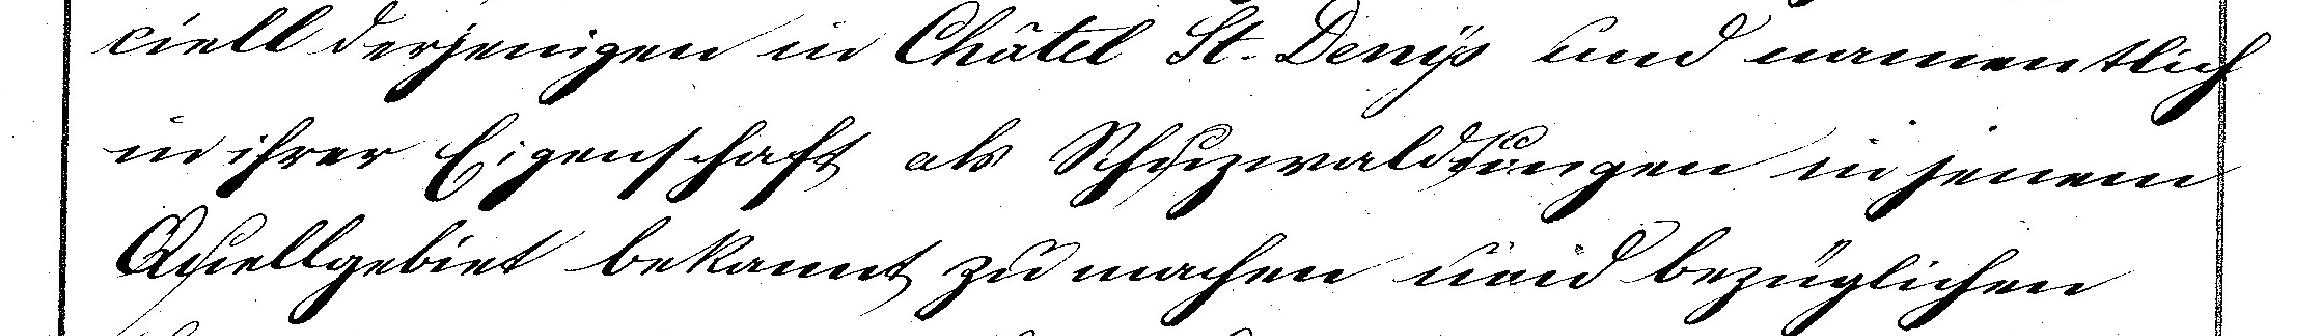 ciell derjenigen in Châtel St. Denys und namentlich
in ihrer Eigenschaft als Schuzwaldungen in jenem
Quellgebiet bekannt zu machen und bezüglichen